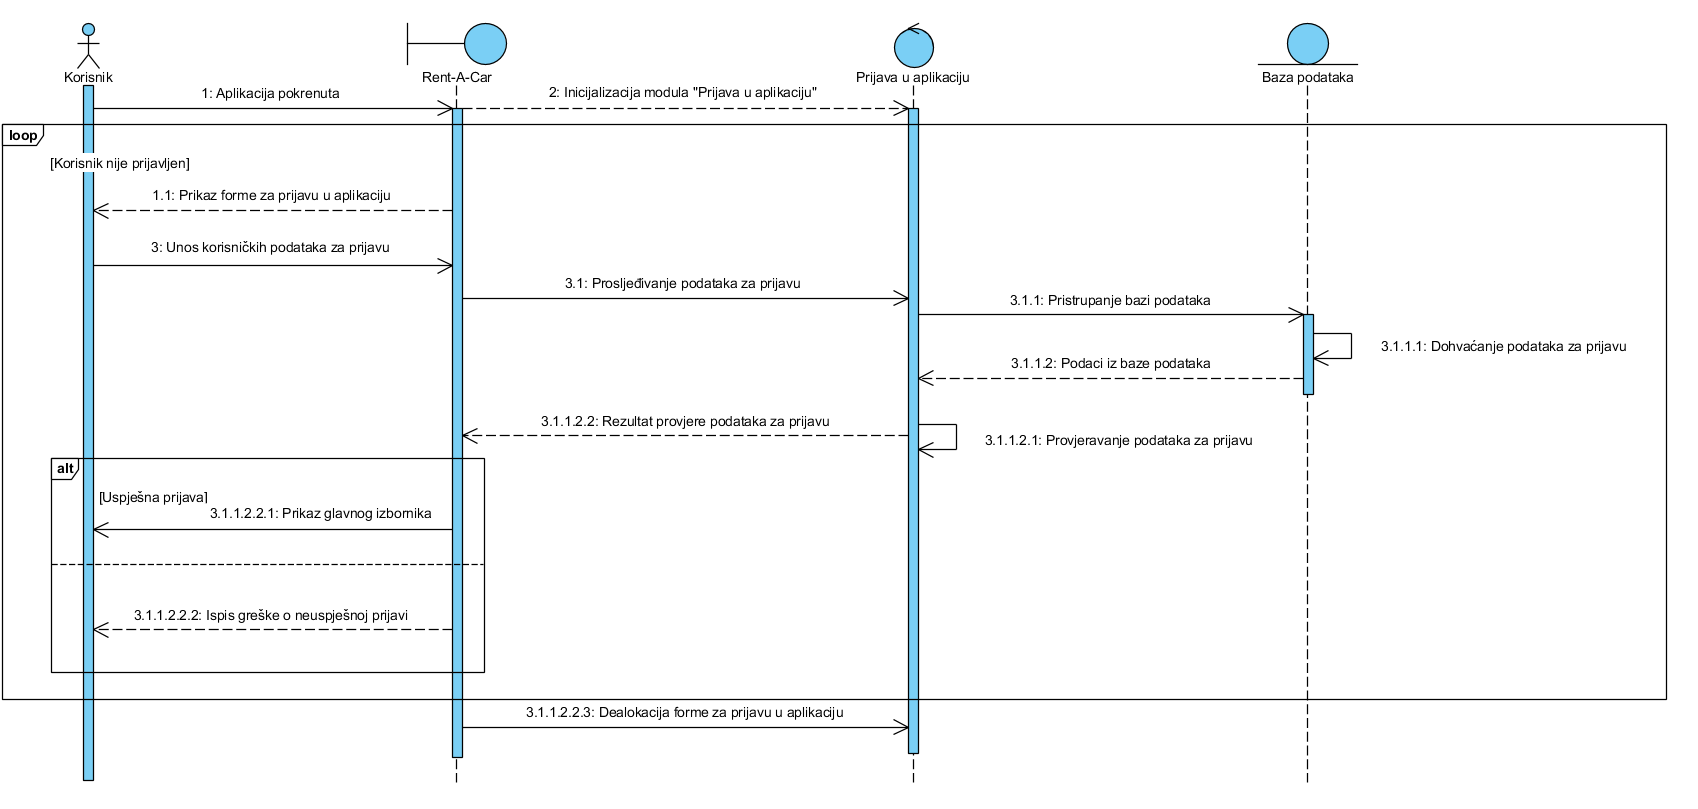 Korisnik
Rent-A-Car
Prijava u aplikaciju
Baza podataka
1: Aplikacija pokrenuta
2: Inicijalizacija modula "Prijava u aplikaciju"
loop
[Korisnik nije prijavljen]
1.1: Prikaz forme za prijavu u aplikaciju
3: Unos korisničkih podataka za prijavu
3.1: Prosljeđivanje podataka za prijavu
3.1.1: Pristrupanje bazi podataka
3.1.1.1: Dohvaćanje podataka za prijavu
3.1.1.2: Podaci iz baze podataka
3.1.1.2.2: Rezultat provjere podataka za prijavu
3.1.1.2.1: Provjeravanje podataka za prijavu
alt
[Uspješna prijava]
3.1.1.2.2.1: Prikaz glavnog izbornika
3.1.1.2.2.2: Ispis greške o neuspješnoj prijavi
3.1.1.2.2.3: Dealokacija forme za prijavu u aplikaciju